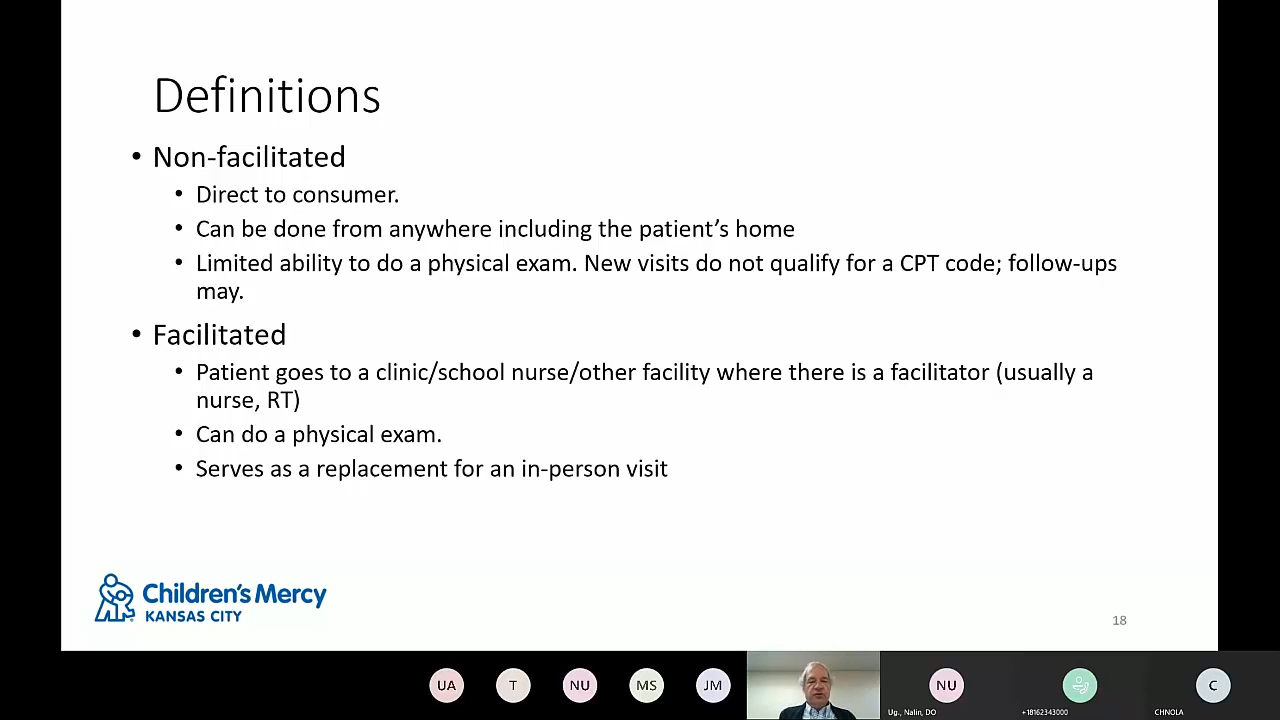 Definitions
• Non-facilitated
• Direct to consumer.
• Can be done from anywhere including the patient’s home
• Limited ability to do a physical exam. New visits do not qualify for a CPT code; follow-ups
may.
• Facilitated
• Patient goes to a clinic/school nurse/other facility where there is a facilitator (usually a
nurse, RT)
• Can do a physical exam.
• Serves as a replacement for an in-person visit
Children's Mercy
KANSAS CITY
18
UA T NU MS JM NU C
Ug., Nalin, DO +18162343000 CHNOLA